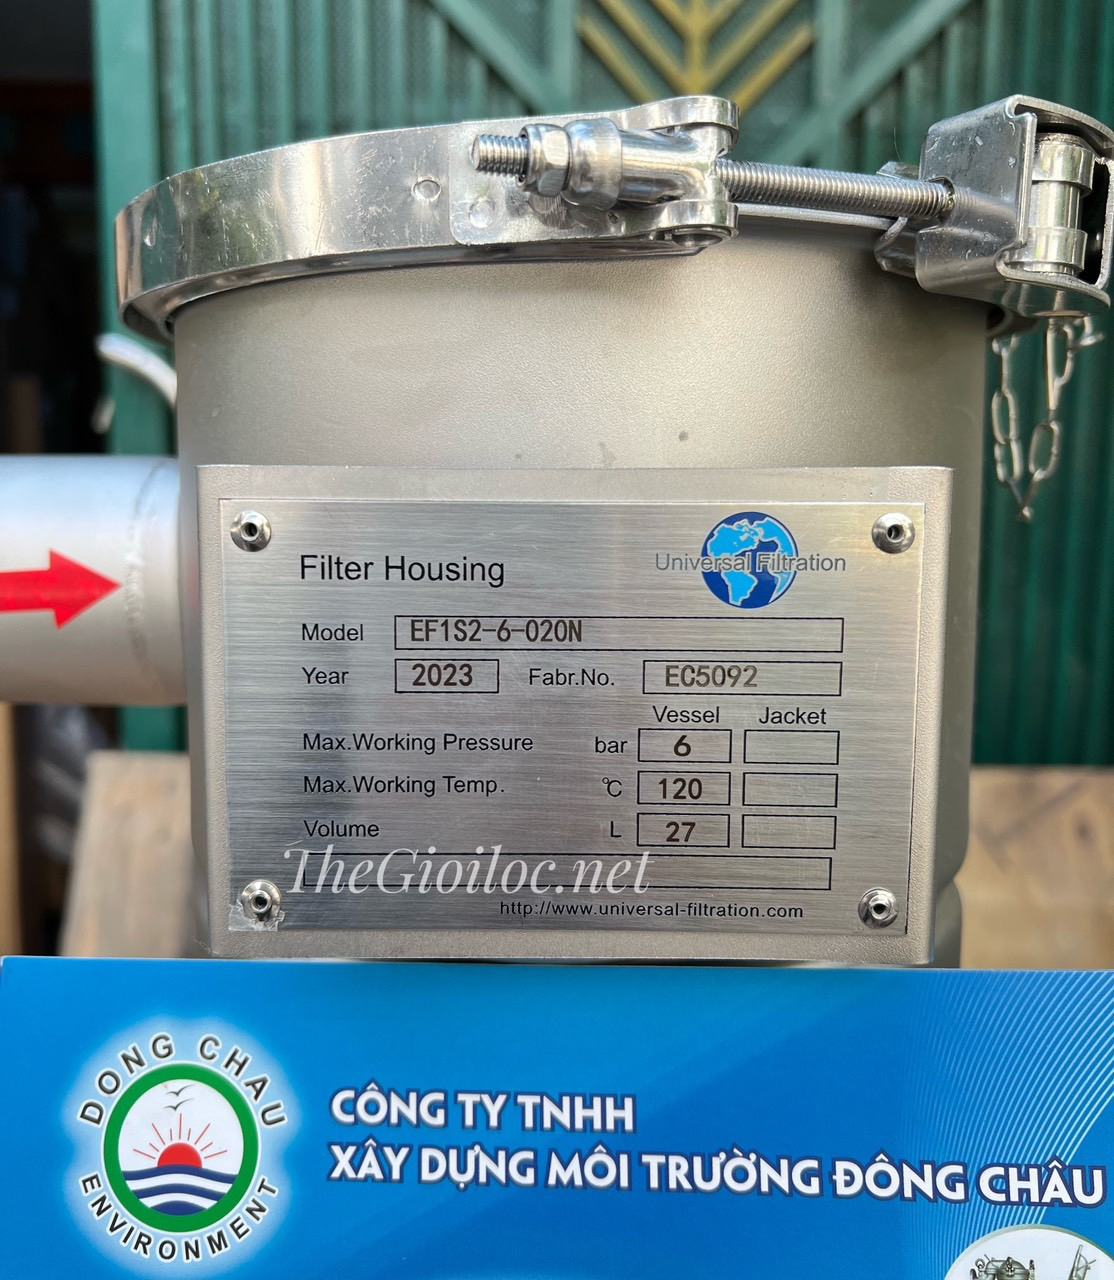 Filter Housing
Universal Filtration
Model EF1S2-6-020N
Year 2023 Fabr.No. EC5092
Vessel Jacket
Max.Working Pressure bar 6
Max.Working Temp. °C 120
Volume L 27
TheGioiloc.net
http://www.universal-filtration.com
DONG CHAU
ENVIRONMENT
CÔNG TY TNHH
XÂY DỰNG MÔI TRƯỜNG ĐÔNG CHÂU